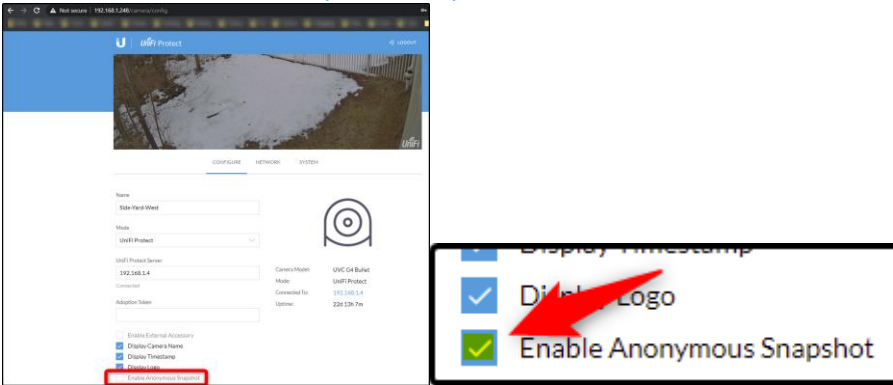 Not secure | 192.168.1.248/camera/config
U | UniFi Protect
LOGOUT
UniFi
CONFIGURE NETWORK SYSTEM
Name
Side-Yard-West
Mode
UniFi Protect
UniFi Protect Server
192.168.1.4
Connected
Adoption Token
Camera Model: UVC G4 Bullet
Mode: UniFi Protect
Connected To: 192.168.1.4
Uptime: 22d 13h 7m
Enable External Accessory
Display Camera Name
Display Timestamp
Display Logo
Enable Anonymous Snapshot
Display Timestamp
Display Logo
Enable Anonymous Snapshot